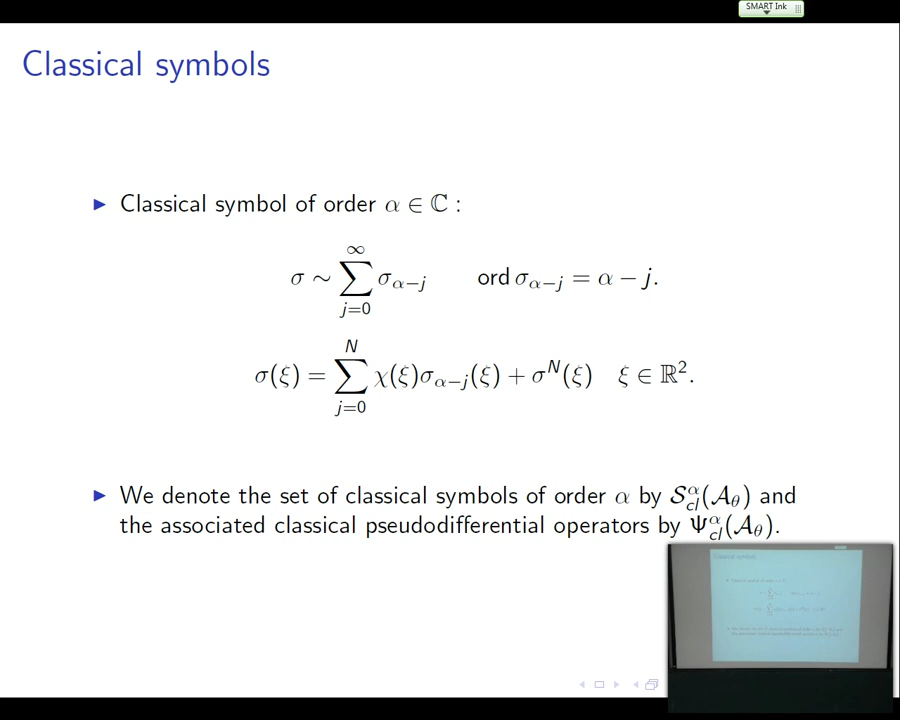 SMART Ink
Classical symbols
▶ Classical symbol of order α ∈ ℂ :
σ ∼ ∑_{j=0}^{∞} σ_{α−j}   ord σ_{α−j} = α − j.
σ(ξ) = ∑_{j=0}^{N} χ(ξ)σ_{α−j}(ξ) + σ^N(ξ)   ξ ∈ ℝ².
▶ We denote the set of classical symbols of order α by 𝒮^α_{cl}(𝒜_θ) and
the associated classical pseudodifferential operators by Ψ^α_{cl}(𝒜_θ).